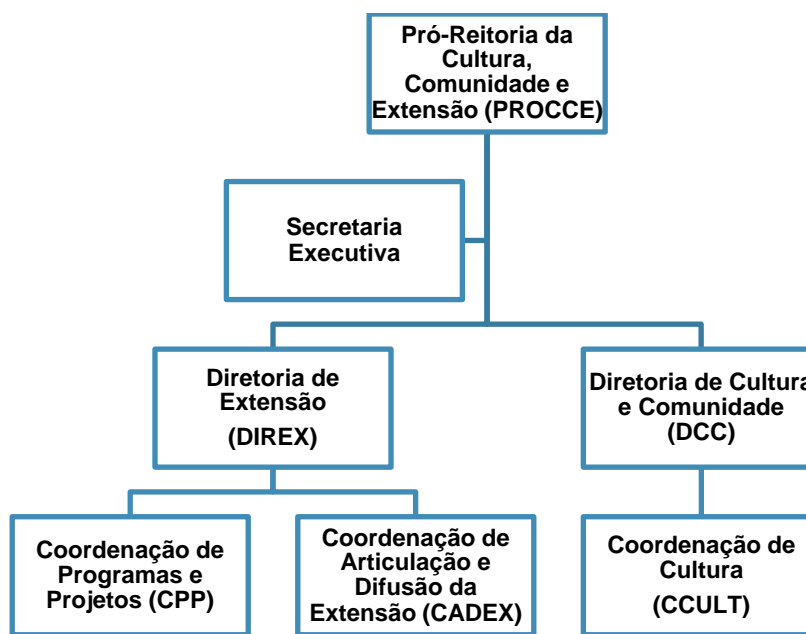 Pró-Reitoria da
Cultura,
Comunidade e
Extensão (PROCCE)
Secretaria
Executiva
Diretoria de
Extensão
(DIREX)
Diretoria de Cultura
e Comunidade
(DCC)
Coordenação de
Programas e
Projetos (CPP)
Coordenação de
Articulação e
Difusão da
Extensão (CADEX)
Coordenação de
Cultura
(CCULT)